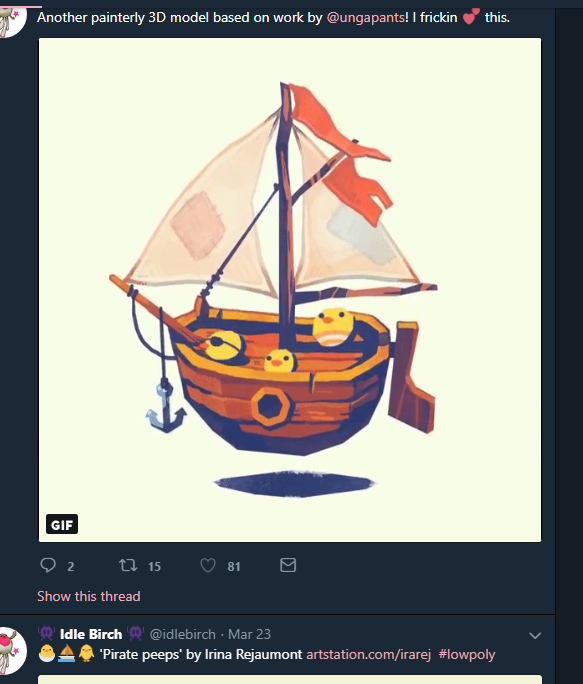 Another painterly 3D model based on work by @ungapants! I frickin 💕 this.
GIF
2 15 81
Show this thread
Idle Birch @idlebirch · Mar 23
🐣⛵🐥 'Pirate peeps' by Irina Rejaumont artstation.com/irarej #lowpoly